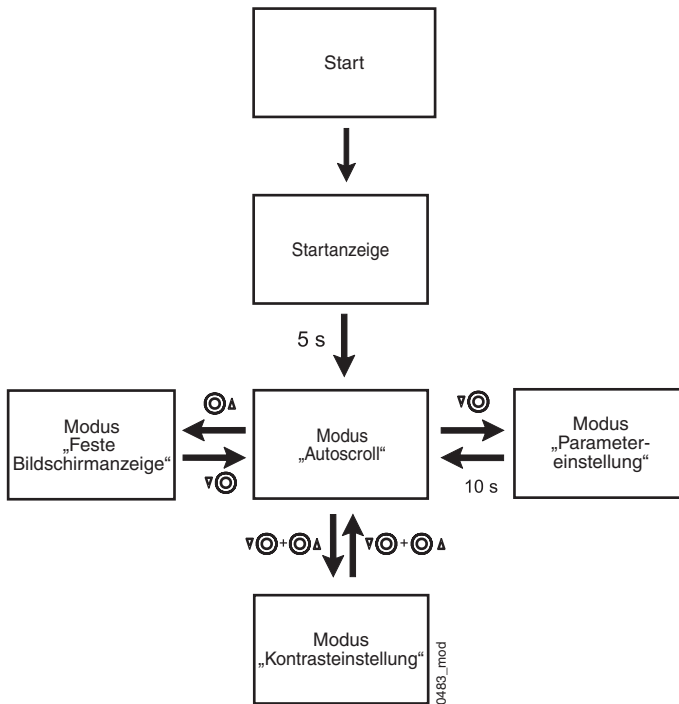 Start
Startanzeige
5 s
Modus
„Feste
Bildschirmanzeige“
Modus
„Autoscroll“
Modus
„Parameter-
einstellung“
10 s
+
+
Modus
„Kontrasteinstellung“
0483_mod